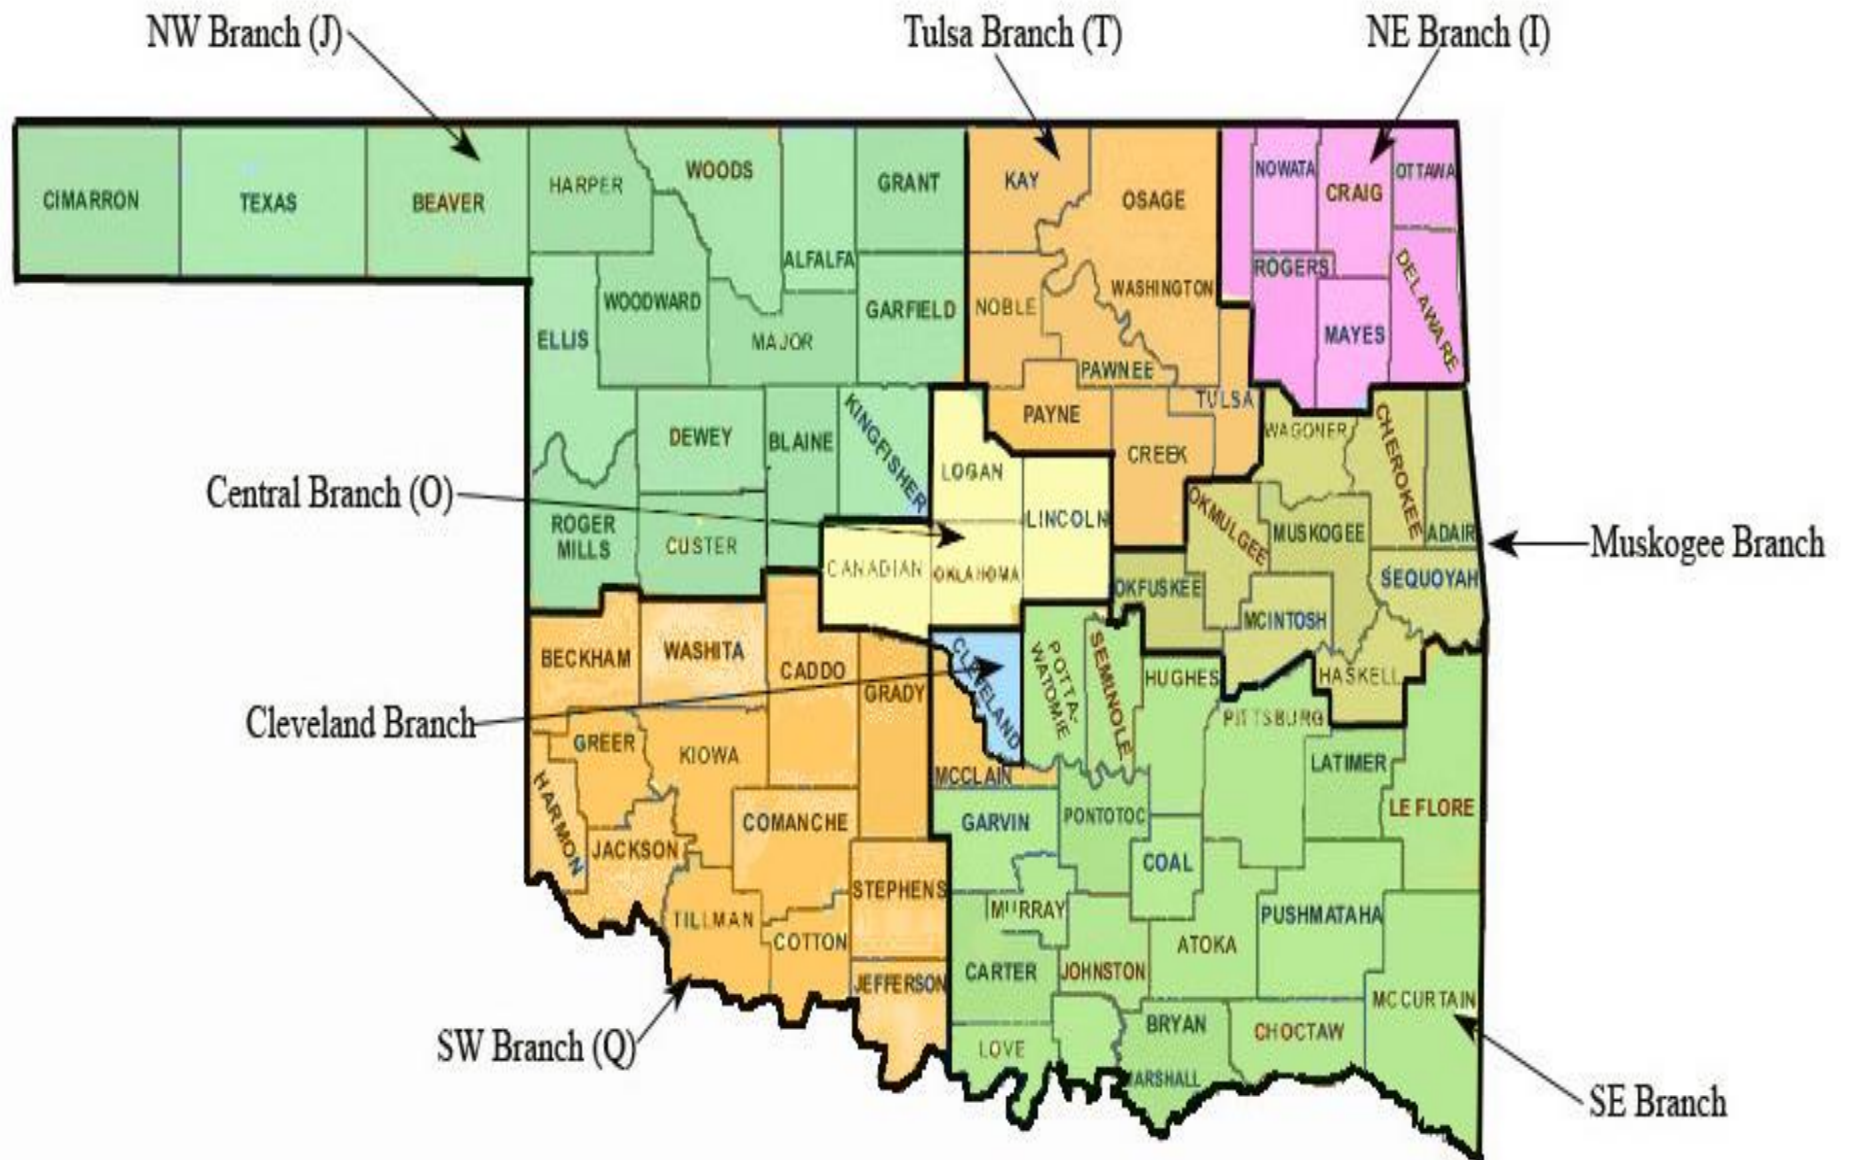 NW Branch (J)
Tulsa Branch (T)
NE Branch (I)
CIMARRON
TEXAS
BEAVER
HARPER
WOODS
ALFALFA
GRANT
KAY
OSAGE
NOWATA
CRAIG
OTTAWA
ROGERS
DELAWARE
MAYES
ELLIS
WOODWARD
MAJOR
GARFIELD
NOBLE
WASHINGTON
PAWNEE
PAYNE
TULSA
CREEK
DEWEY
BLAINE
KINGFISHER
LOGAN
LINCOLN
WAGONER
CHEROKEE
ADAIR
Central Branch (O)
ROGER
MILLS
CUSTER
CANADIAN
OKLAHOMA
OKMULGEE
MUSKOGEE
SEQUOYAH
Muskogee Branch
OKFUSKEE
MCINTOSH
HASKELL
BECKHAM
WASHITA
CADDO
GRADY
CLEVELAND
POTTA-
WATOMIE
SEMINOLE
HUGHES
PITTSBURG
Cleveland Branch
GREER
KIOWA
MCCLAIN
LATIMER
LE FLORE
HARMON
JACKSON
COMANCHE
GARVIN
PONTOTOC
COAL
STEPHENS
TILLMAN
COTTON
MURRAY
ATOKA
PUSHMATAHA
JEFFERSON
CARTER
JOHNSTON
MCCURTAIN
SW Branch (Q)
LOVE
BRYAN
CHOCTAW
MARSHALL
SE Branch